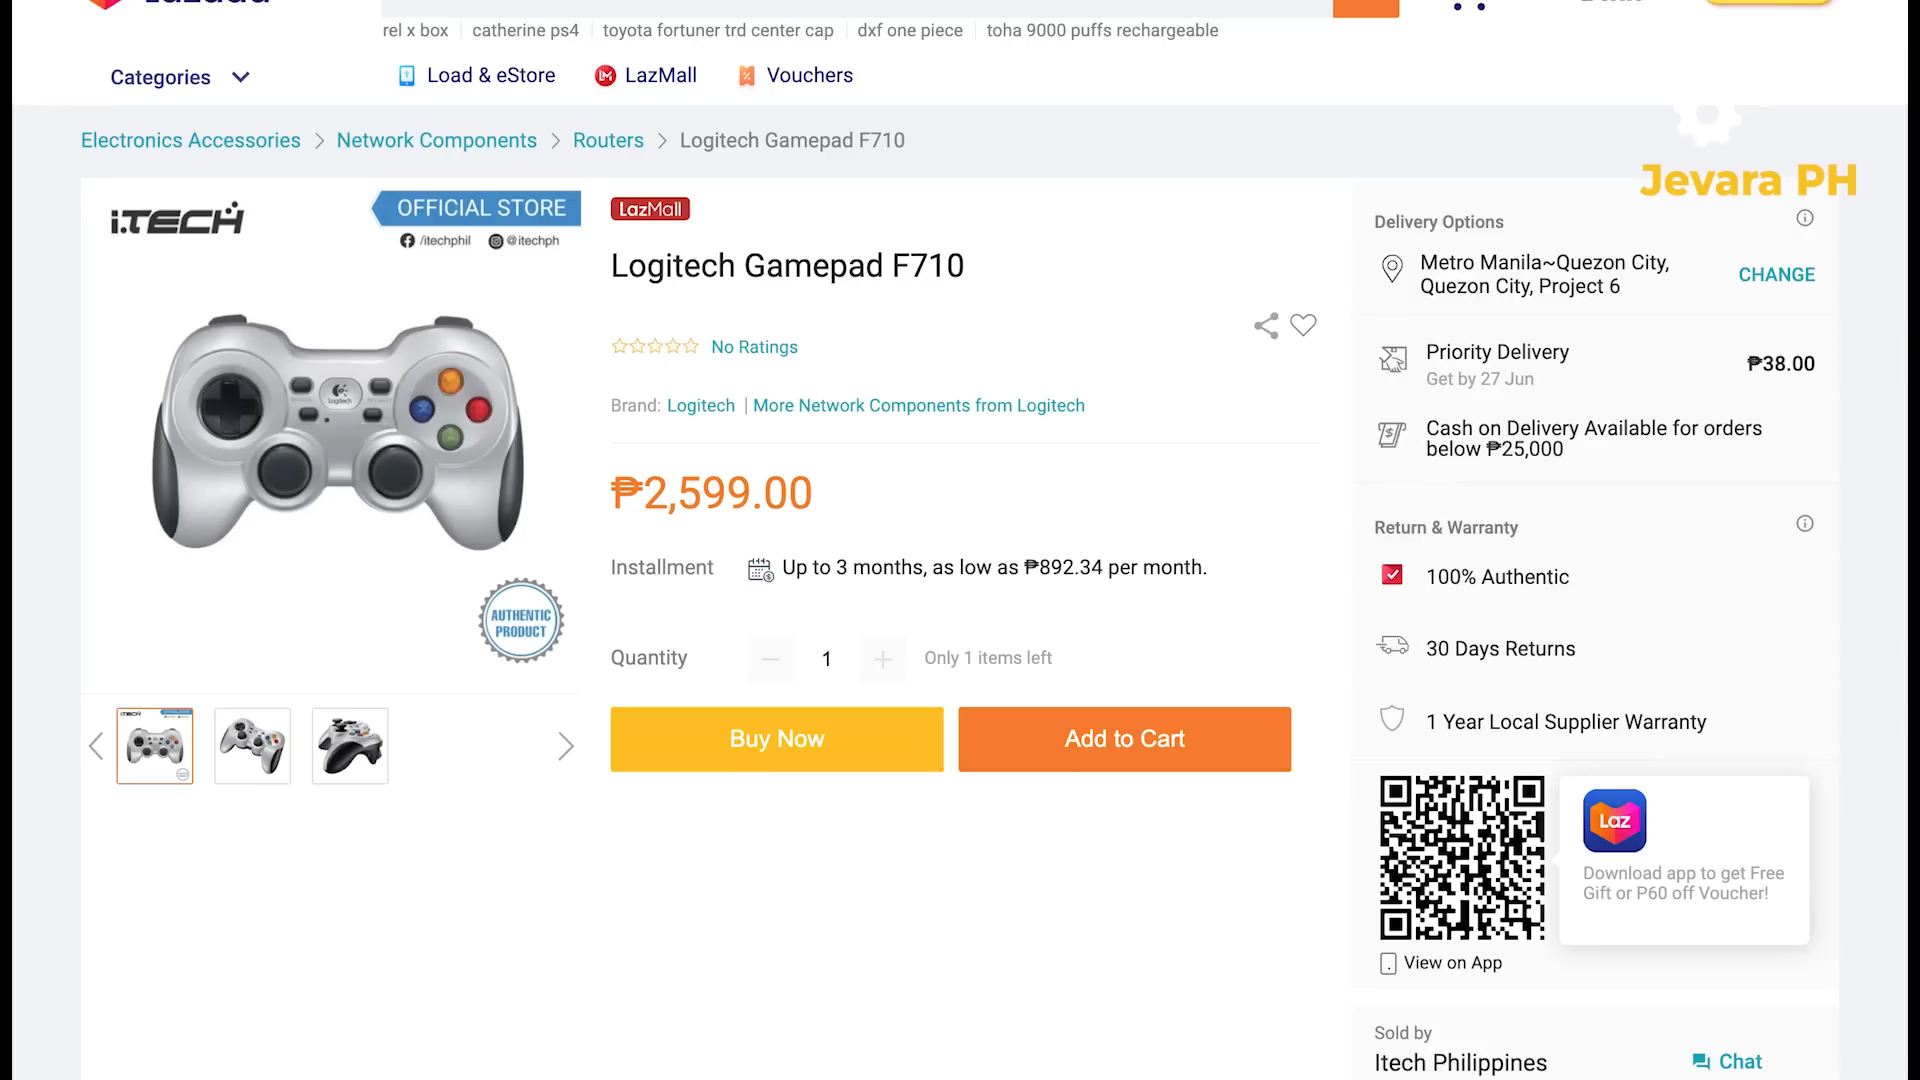 rel x box
catherine ps4
toyota fortuner trd center cap
dxf one piece
toha 9000 puffs rechargeable
Categories
Load & eStore
LazMall
Vouchers
Electronics Accessories
Network Components
Routers
Logitech Gamepad F710
Jevara PH
i.TECH
OFFICIAL STORE
/itechphil
@itechph
Logitech
AUTHENTIC
PRODUCT
LazMall
Logitech Gamepad F710
No Ratings
Brand: Logitech | More Network Components from Logitech
₱2,599.00
Installment
Up to 3 months, as low as ₱892.34 per month.
Quantity
1
Only 1 items left
Buy Now
Add to Cart
Delivery Options
Metro Manila~Quezon City,
Quezon City, Project 6
CHANGE
Priority Delivery
₱38.00
Get by 27 Jun
Cash on Delivery Available for orders
below ₱25,000
Return & Warranty
100% Authentic
30 Days Returns
1 Year Local Supplier Warranty
Laz
Download app to get Free
Gift or P60 off Voucher!
View on App
Sold by
Itech Philippines
Chat